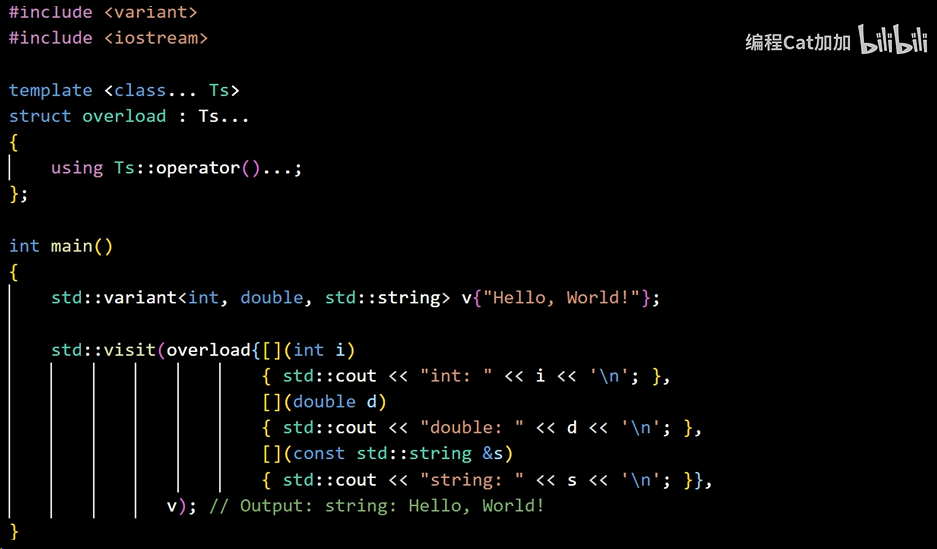 #include <variant>
#include <iostream>
编程Cat加加 bilibili
template <class... Ts>
struct overload : Ts...
{
    using Ts::operator()...;
};
int main()
{
    std::variant<int, double, std::string> v{"Hello, World!"};
    std::visit(overload{[](int i)
                        { std::cout << "int: " << i << '\n'; },
                        [](double d)
                        { std::cout << "double: " << d << '\n'; },
                        [](const std::string &s)
                        { std::cout << "string: " << s << '\n'; }},
               v); // Output: string: Hello, World!
}